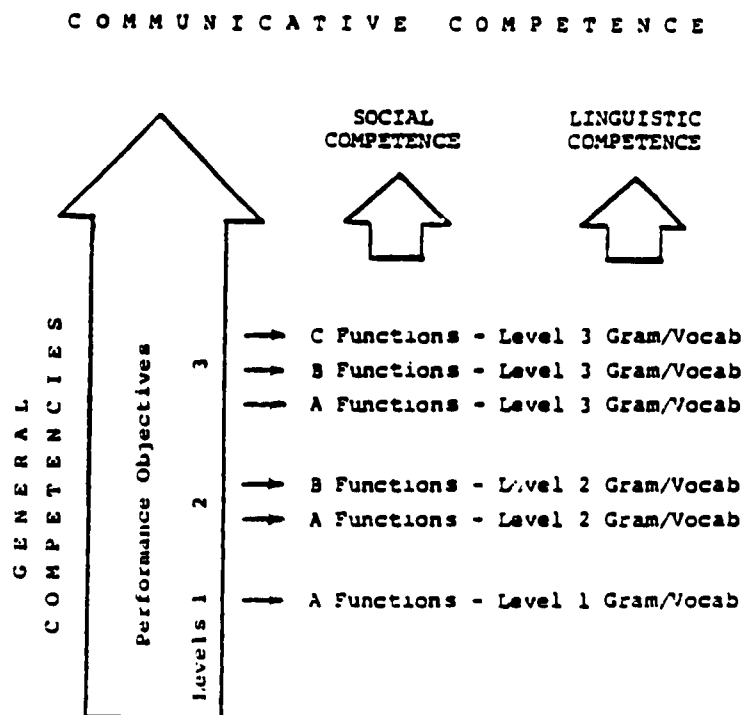 COMMUNICATIVE COMPETENCE
SOCIAL
COMPETENCE
LINGUISTIC
COMPETENCE
GENERAL
COMPETENCIES
Performance Objectives
Levels 1 2 3
C Functions - Level 3 Gram/Vocab
B Functions - Level 3 Gram/Vocab
A Functions - Level 3 Gram/Vocab
B Functions - Level 2 Gram/Vocab
A Functions - Level 2 Gram/Vocab
A Functions - Level 1 Gram/Vocab